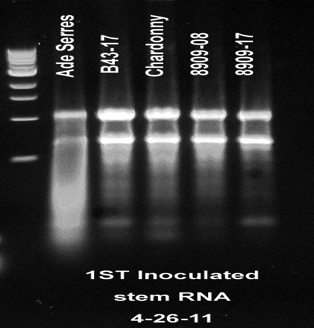 Ade Serres
B43-17
Chardonny
8909-08
8909-17
1ST Inoculated
stem RNA
4-26-11